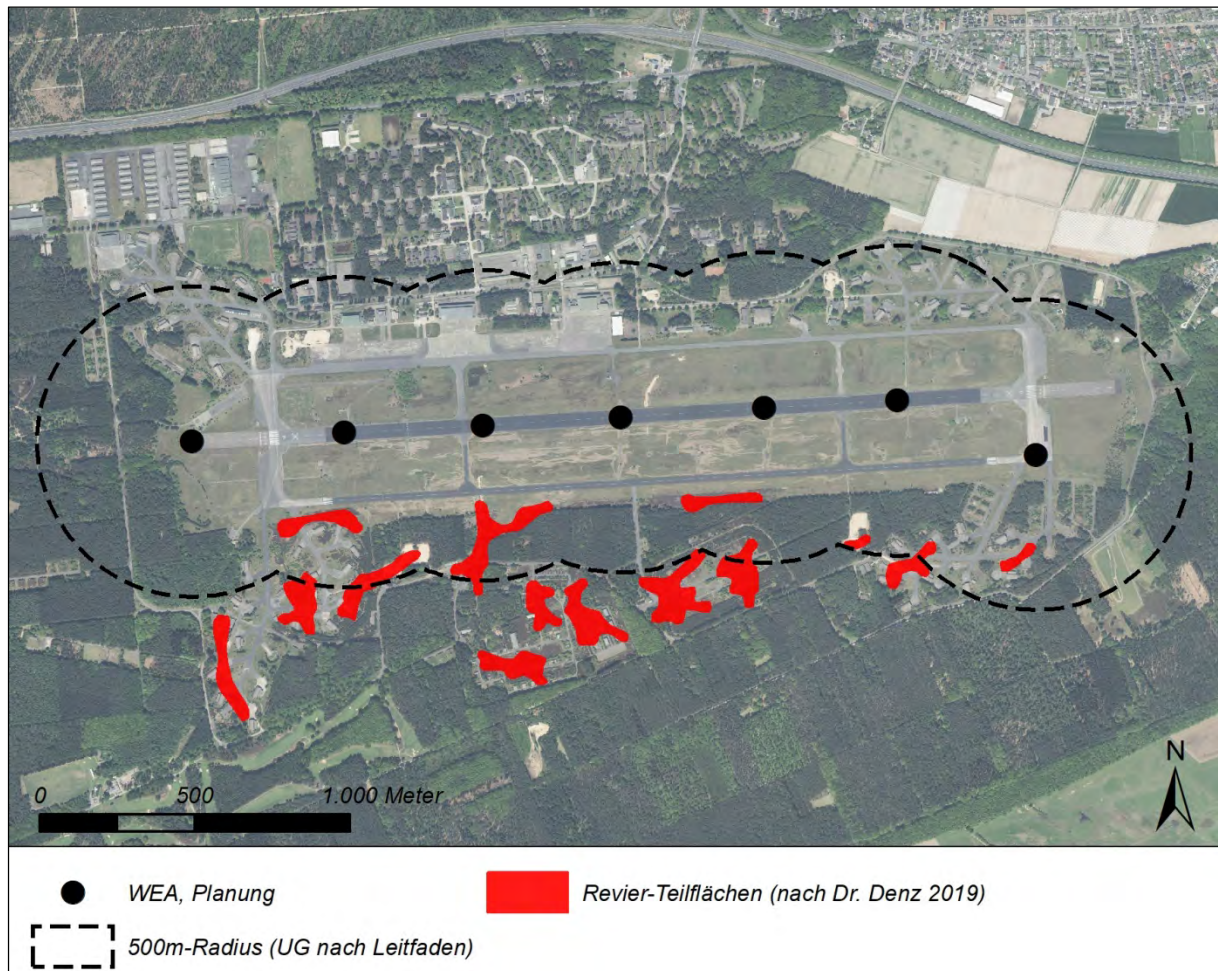 N
0 500 1.000 Meter
WEA, Planung
Revier-Teilflächen (nach Dr. Denz 2019)
500m-Radius (UG nach Leitfaden)